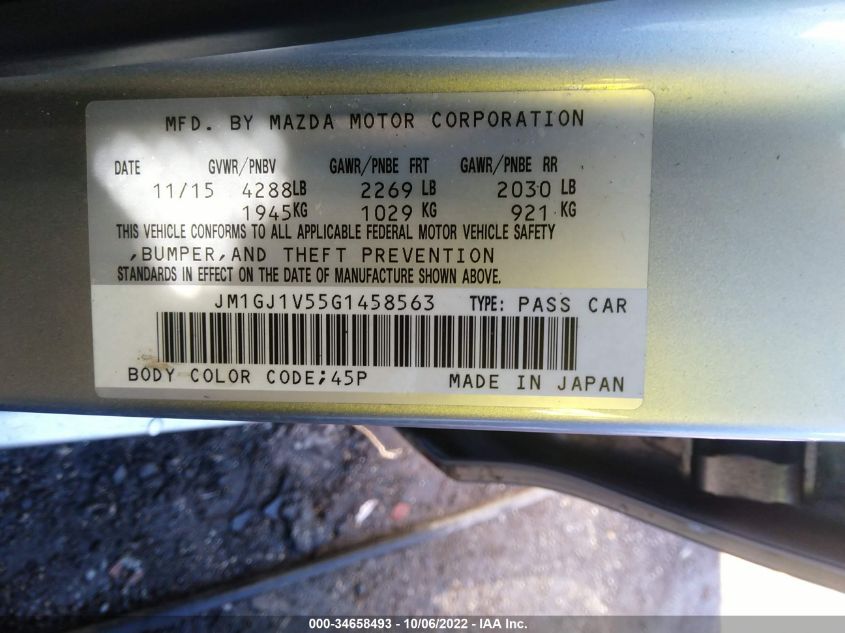 MFD. BY MAZDA MOTOR CORPORATION
DATE GVWR/PNBV GAWR/PNBE FRT GAWR/PNBE RR
11/15 4288LB 2269 LB 2030 LB
1945KG 1029 KG 921 KG
THIS VEHICLE CONFORMS TO ALL APPLICABLE FEDERAL MOTOR VEHICLE SAFETY
,BUMPER,AND THEFT PREVENTION
STANDARDS IN EFFECT ON THE DATE OF MANUFACTURE SHOWN ABOVE.
JM1GJ1V55G1458563 TYPE: PASS CAR
BODY COLOR CODE;45P MADE IN JAPAN
000-34658493 - 10/06/2022 - IAA Inc.